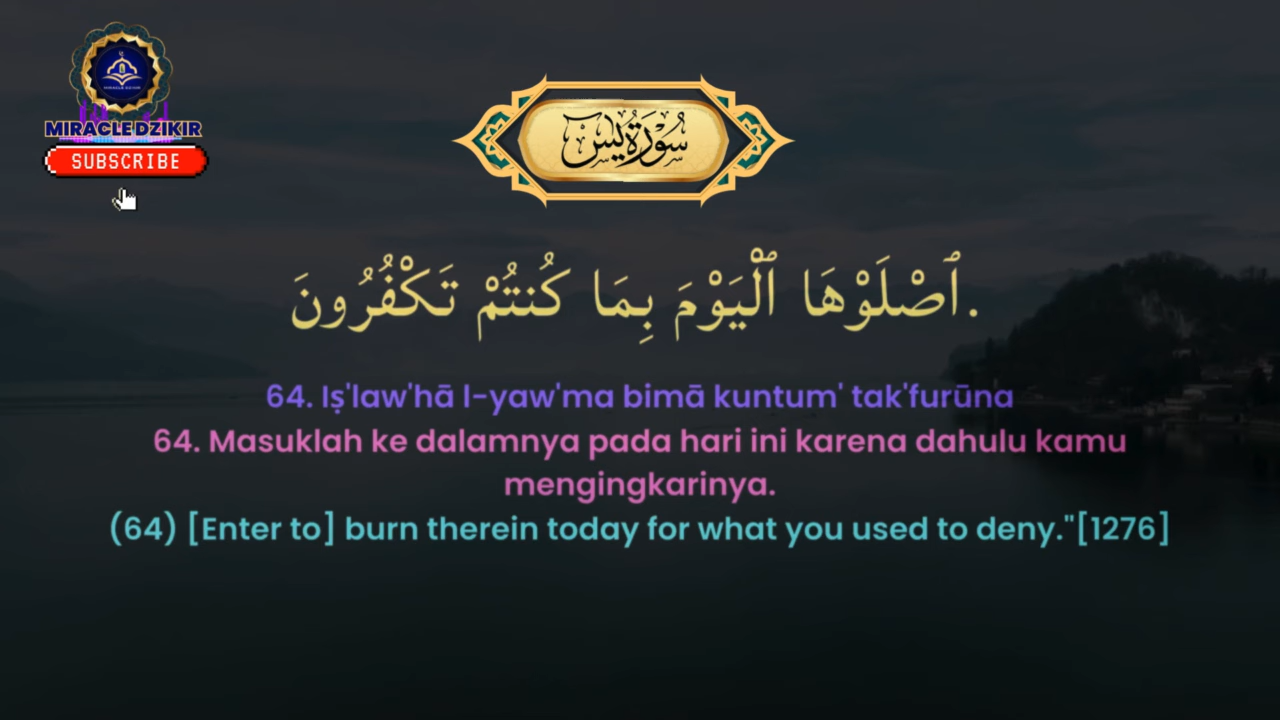 MIRACLE DZIKIR
SUBSCRIBE
سُوْرَةُ يٰسٓ
ٱصْلَوْهَا ٱلْيَوْمَ بِمَا كُنتُمْ تَكْفُرُونَ.
64. Iṣ'law'hā l-yaw'ma bimā kuntum' tak'furūna
64. Masuklah ke dalamnya pada hari ini karena dahulu kamu
mengingkarinya.
(64) [Enter to] burn therein today for what you used to deny."[1276]